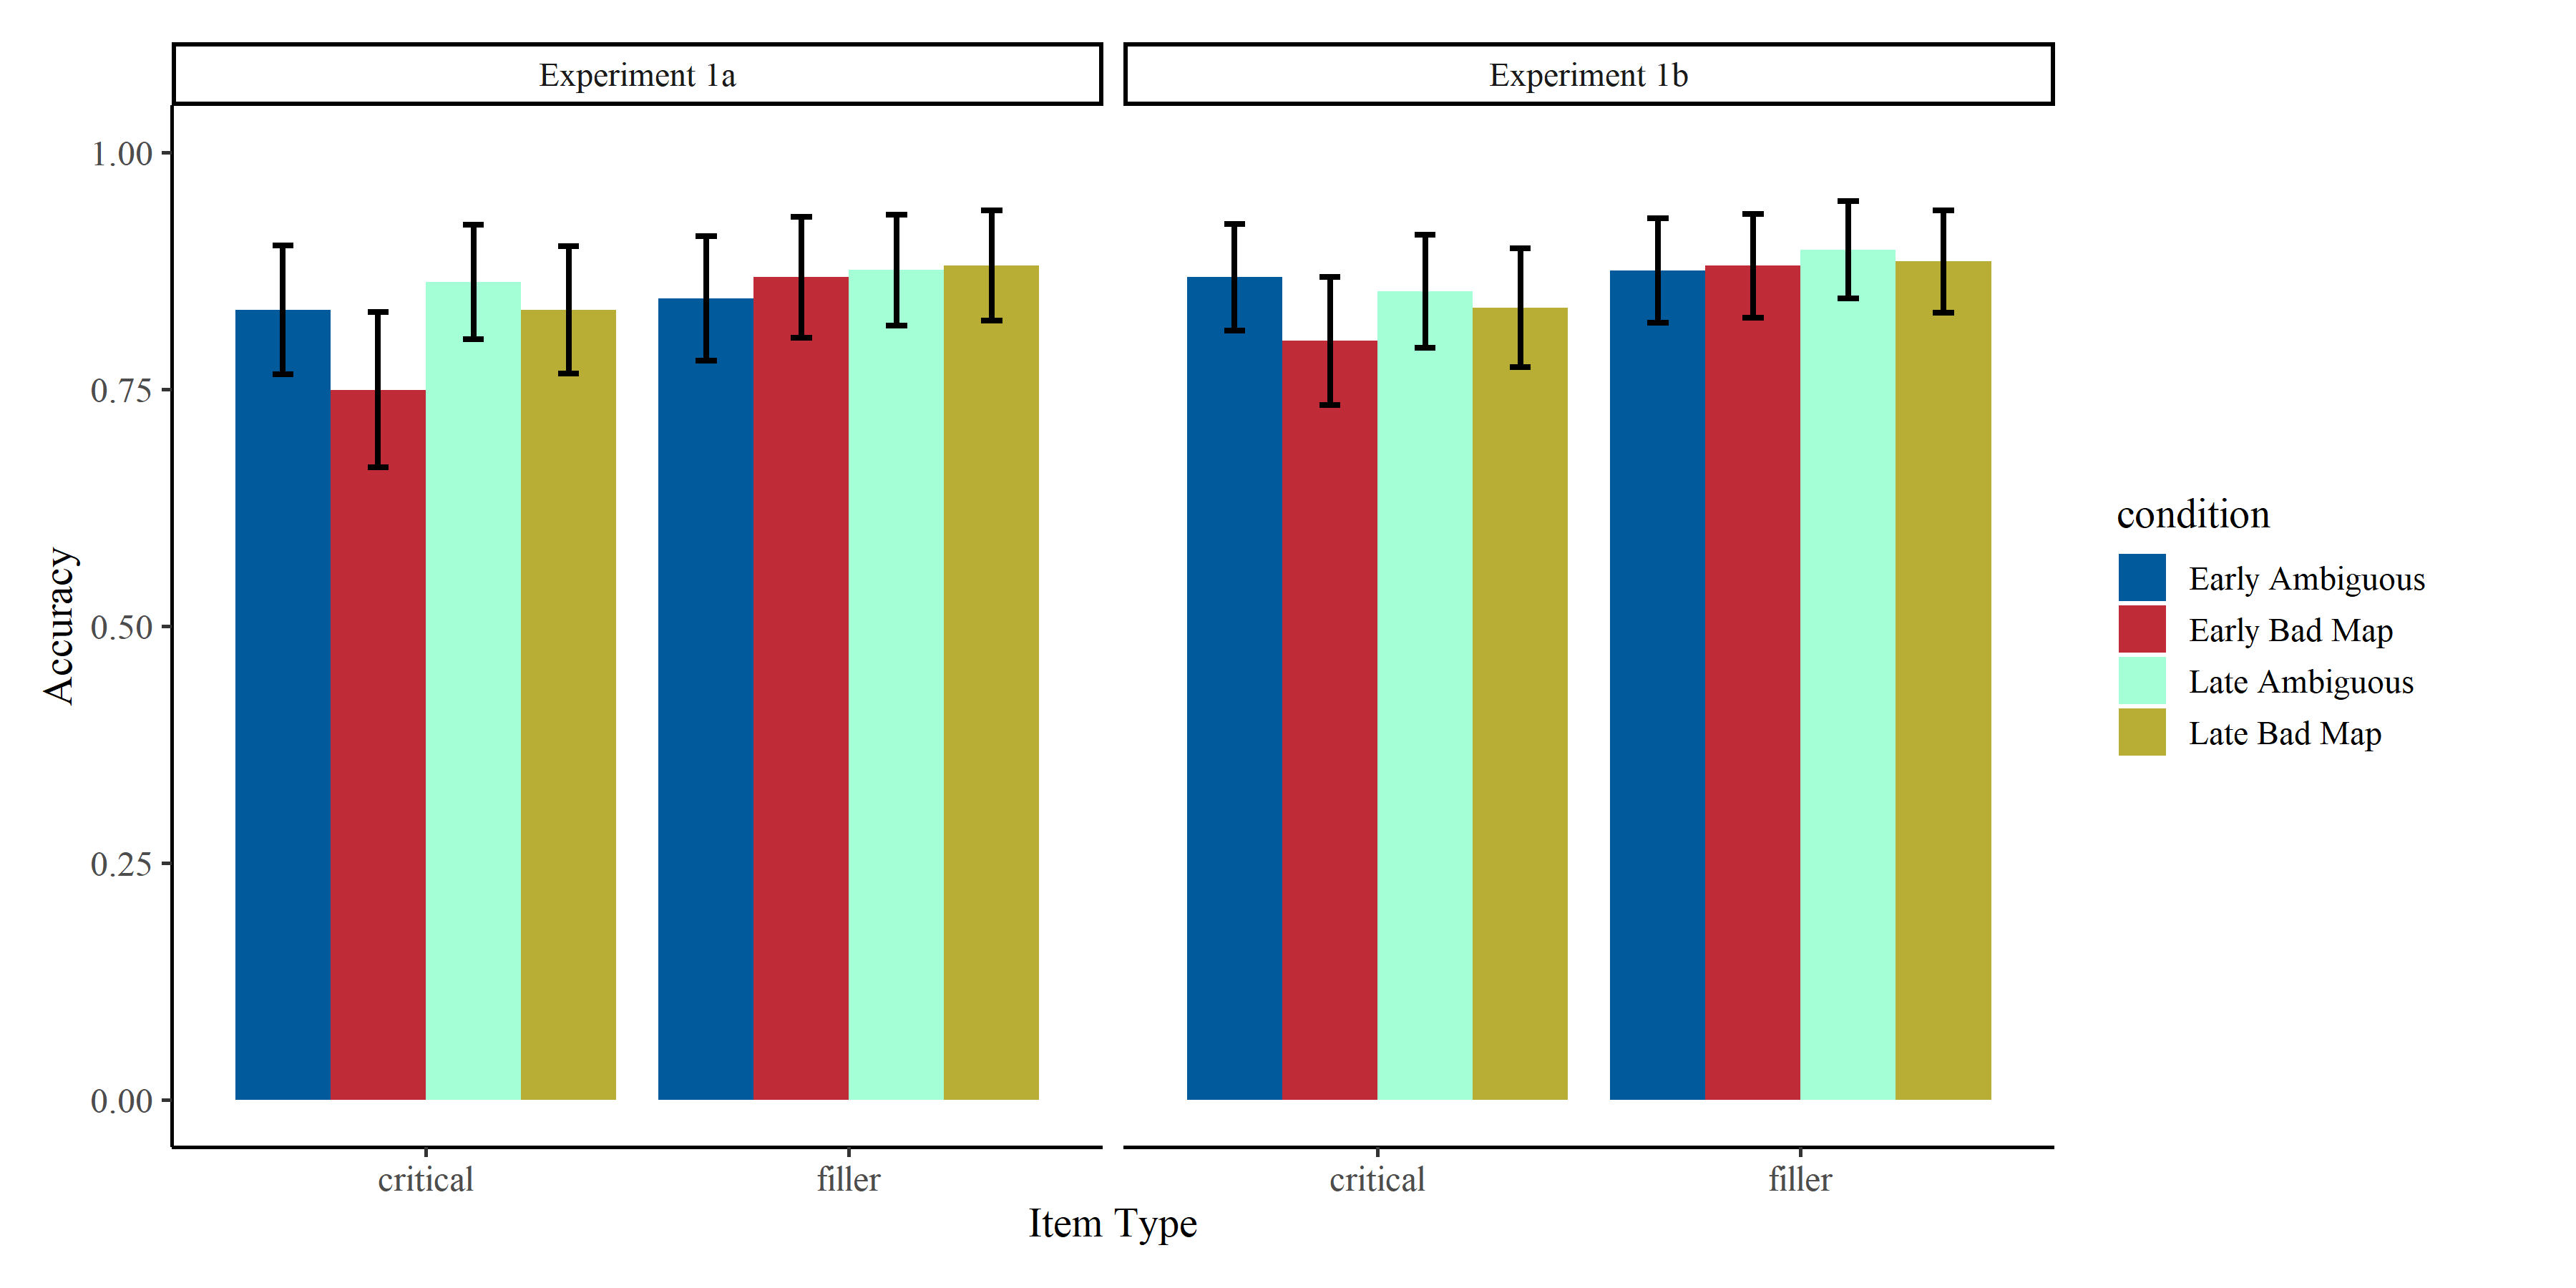 Experiment 1a
Experiment 1b
Accuracy
1.00
0.75
0.50
0.25
0.00
critical
filler
critical
filler
Item Type
condition
Early Ambiguous
Early Bad Map
Late Ambiguous
Late Bad Map